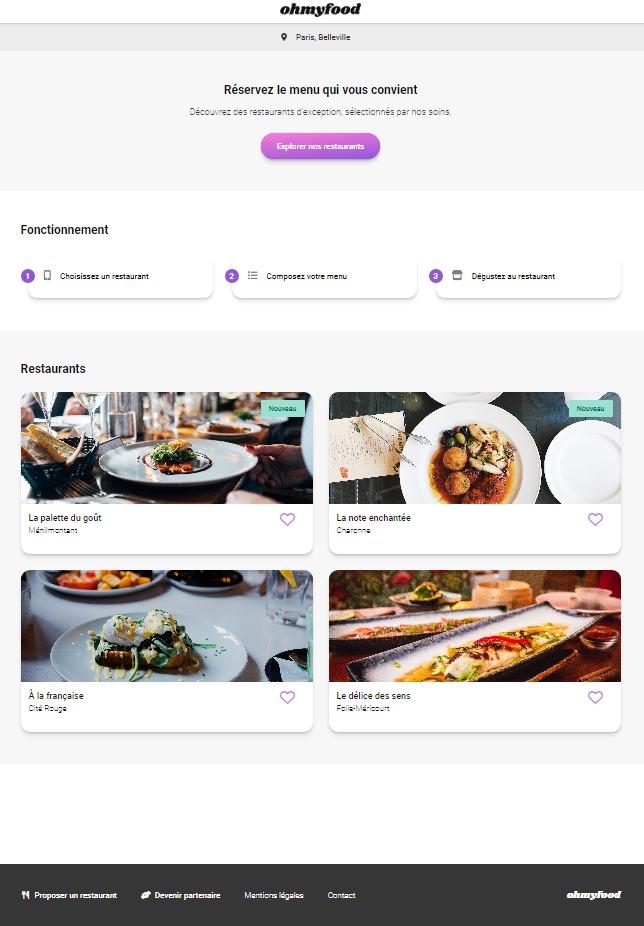 ohmyfood
Paris, Belleville
Réservez le menu qui vous convient
Découvrez des restaurants d'exception, sélectionnés par nos soins.
Explorer nos restaurants
Fonctionnement
1 Choisissez un restaurant
2 Composez votre menu
3 Dégustez au restaurant
Restaurants
Nouveau
La palette du goût
Ménilmontant
Nouveau
La note enchantée
Charonne
À la française
Cité Rouge
Le délice des sens
Folie-Méricourt
Proposer un restaurant
Devenir partenaire
Mentions légales
Contact
ohmyfood